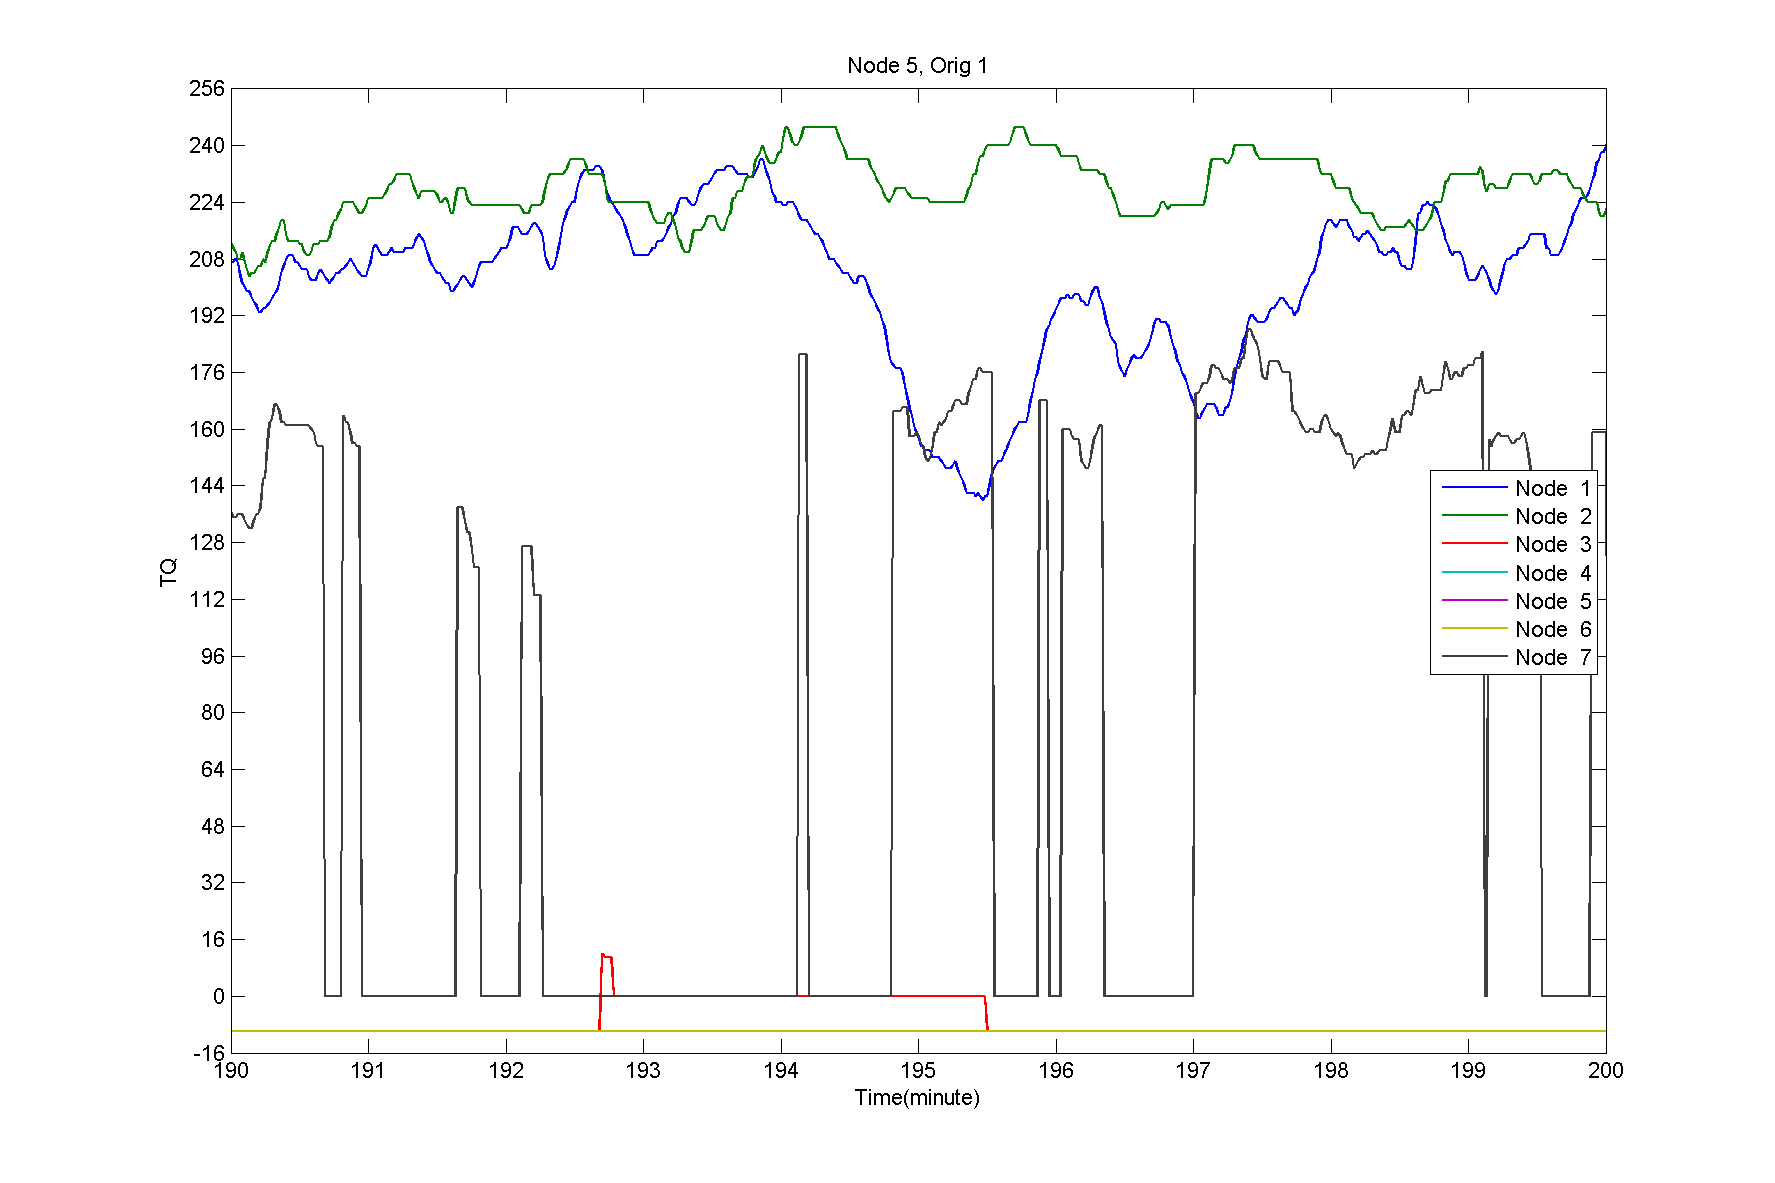 Node 5, Orig 1
256
240
224
208
192
176
160
144
128
112
96
80
64
48
32
16
0
-16
TQ
Node 1
Node 2
Node 3
Node 4
Node 5
Node 6
Node 7
190 191 192 193 194 195 196 197 198 199 200
Time(minute)